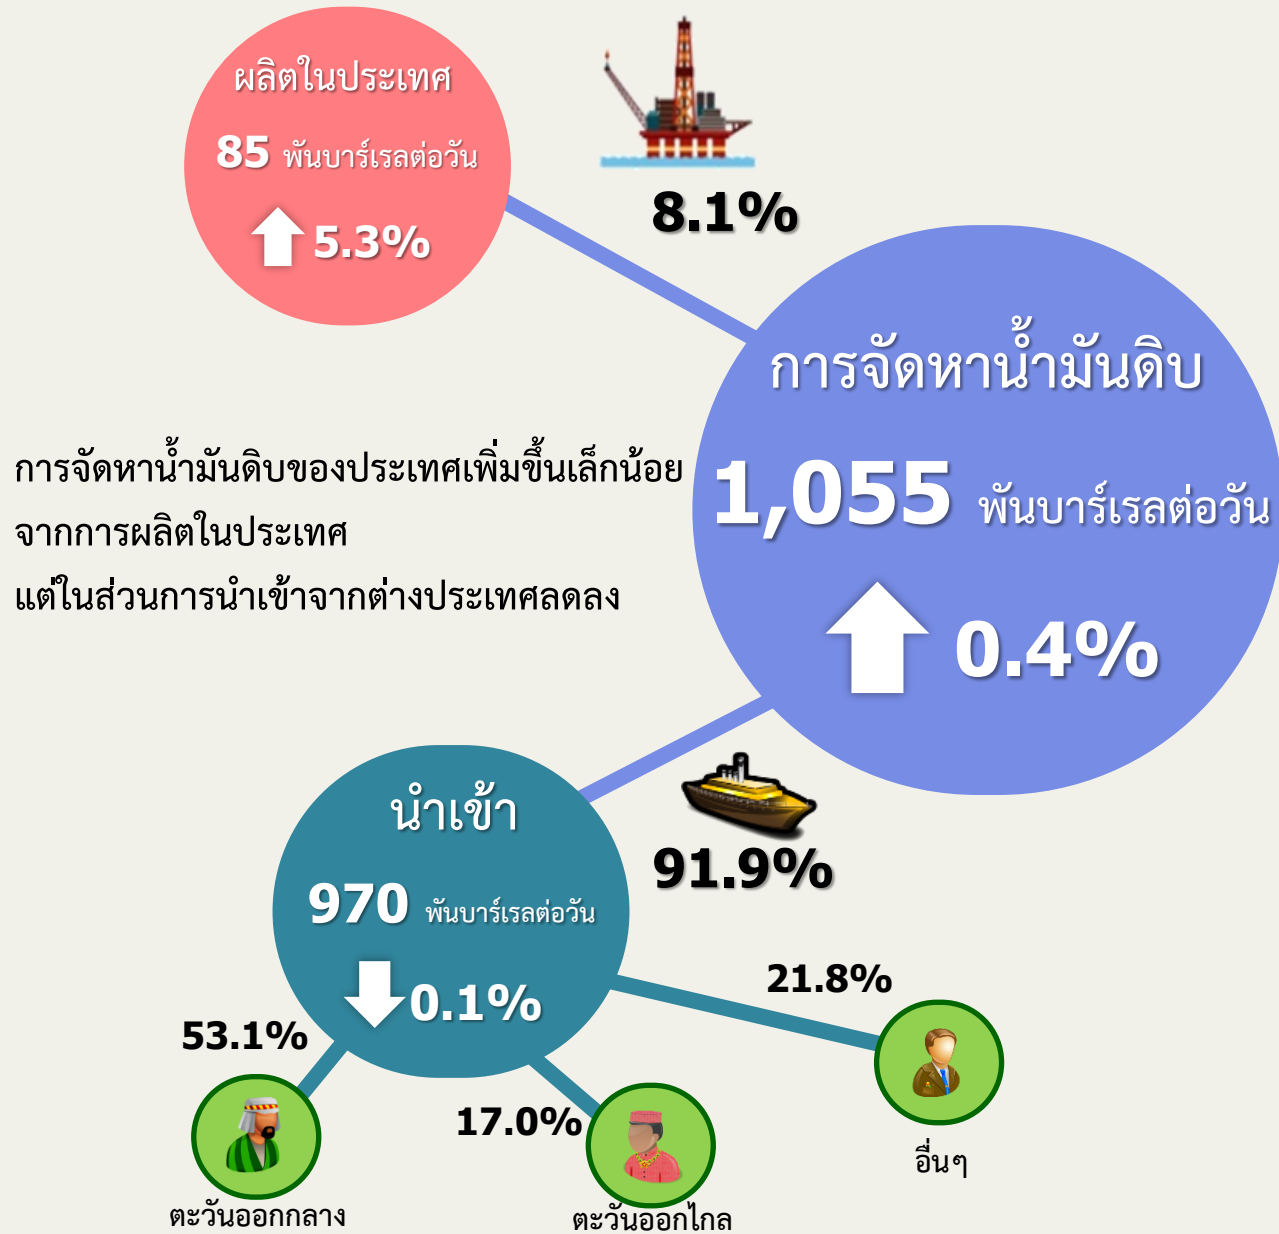 ผลิตในประเทศ
85 พันบาร์เรลต่อวัน
5.3%
8.1%
การจัดหาน้ำมันดิบ
1,055 พันบาร์เรลต่อวัน
0.4%
การจัดหาน้ำมันดิบของประเทศเพิ่มขึ้นเล็กน้อย
จากการผลิตในประเทศ
แต่ในส่วนการนำเข้าจากต่างประเทศลดลง
นำเข้า
970 พันบาร์เรลต่อวัน
0.1%
91.9%
53.1%
ตะวันออกกลาง
17.0%
ตะวันออกไกล
21.8%
อื่นๆ